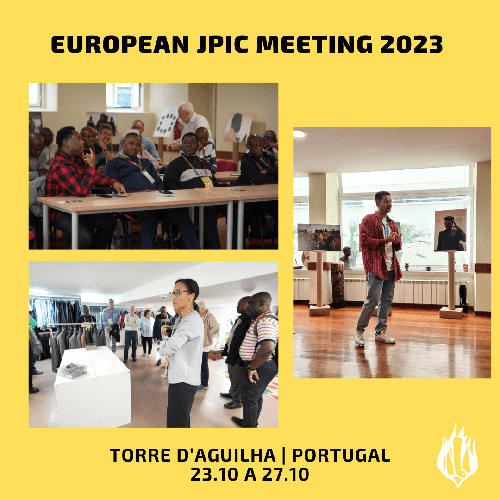 EUROPEAN JPIC MEETING 2023
TORRE D'AGUILHA | PORTUGAL
23.10 A 27.10